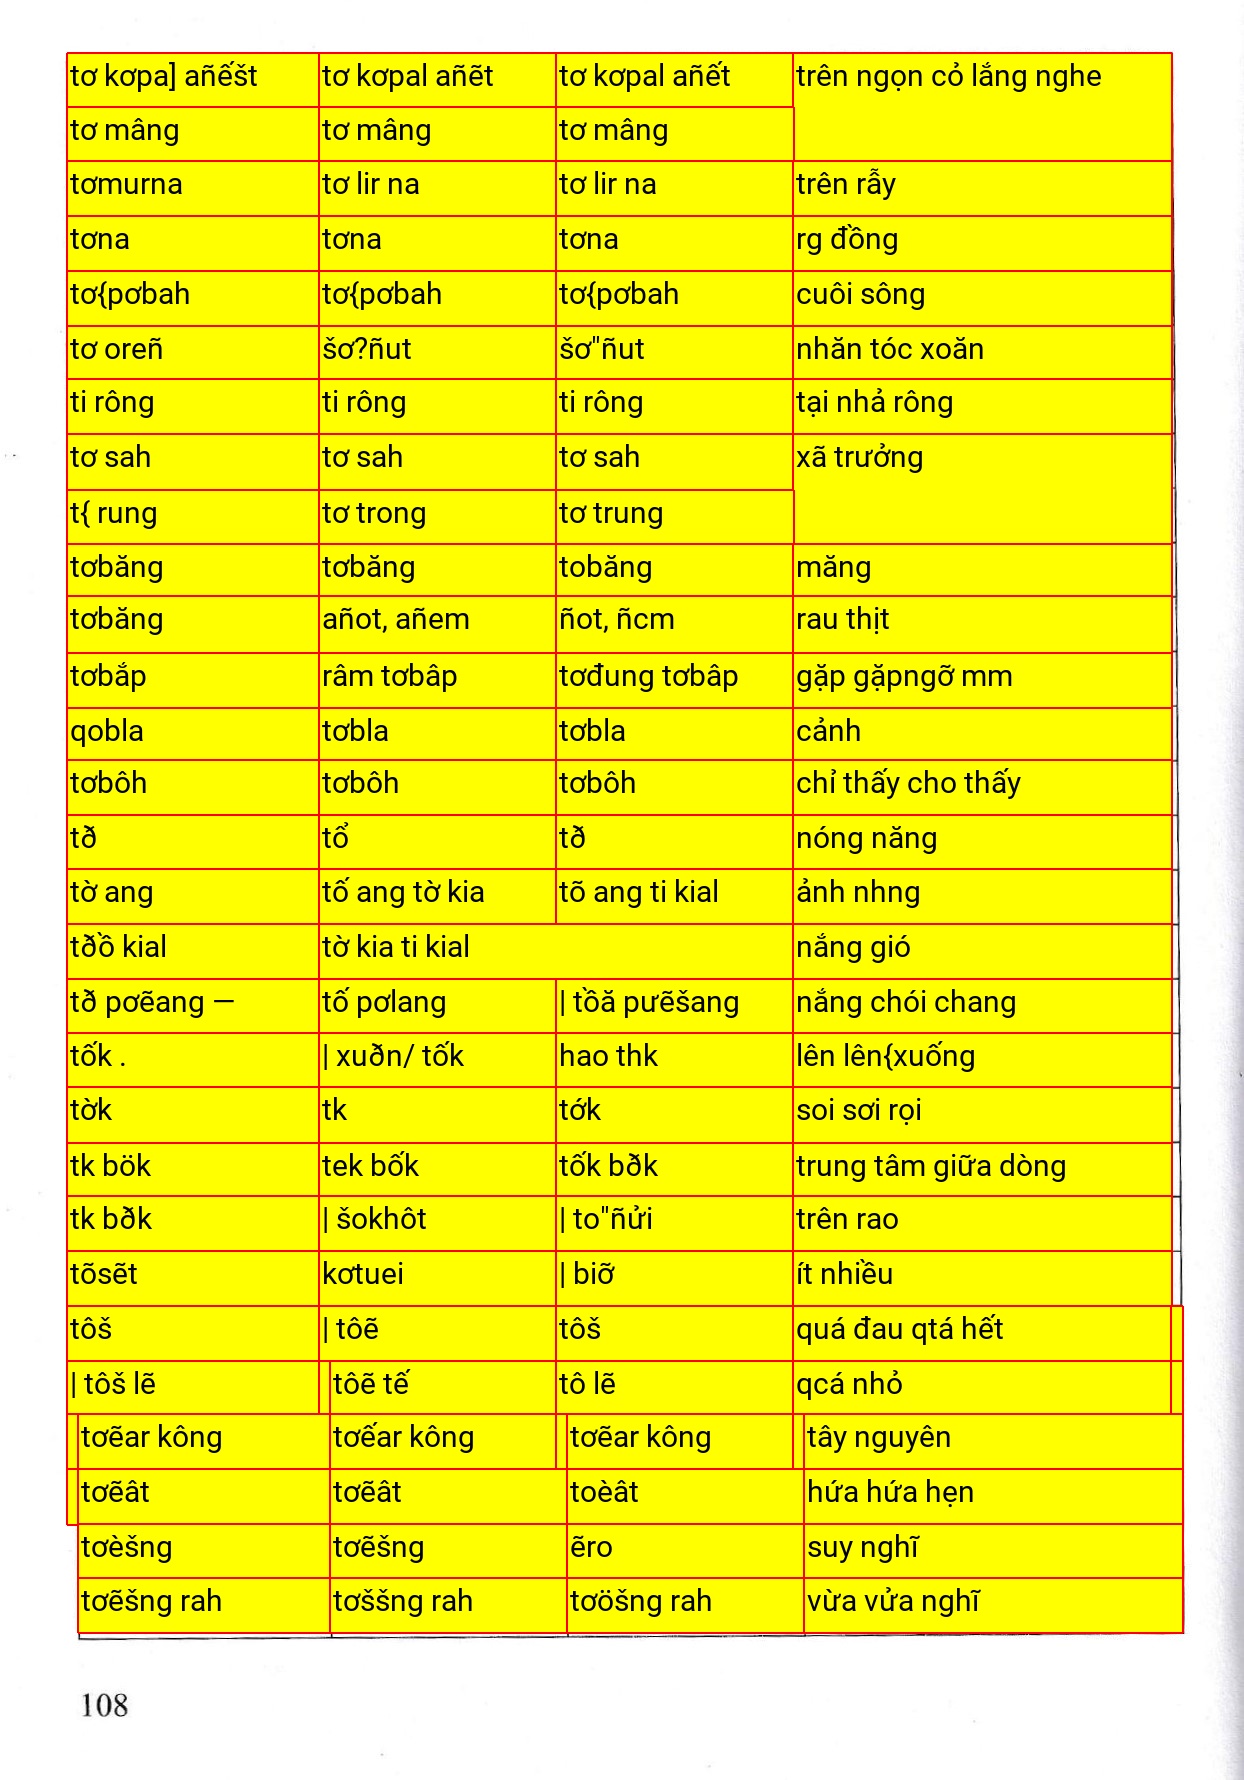 tơ kơpa] añếšt tơ kơpal añẽt tơ kơpal añết trên ngọn cỏ lắng nghe
tơ mâng tơ mâng tơ mâng
tơmurna tơ lir na tơ lir na trên rẫy
tơna tơna tơna rg đồng
tơ{pơbah tơ{pơbah tơ{pơbah cuôi sông
tơ oreñ šơ?ñut šơ"ñut nhăn tóc xoăn
ti rông ti rông ti rông tại nhả rông
tơ sah tơ sah tơ sah xã trưởng
t{ rung tơ trong tơ trung
tơbăng tơbăng tobăng măng
tơbăng añot, añem ñot, ñcm rau thịt
tơbắp râm tơbâp tơđung tơbâp gặp gặpngỡ mm
qobla tơbla tơbla cảnh
tơbôh tơbôh tơbôh chỉ thấy cho thấy
tð tổ tð nóng năng
tờ ang tố ang tờ kia tõ ang ti kial ảnh nhng
tðồ kial tờ kia ti kial nắng gió
tð pơẽang — tố pơlang | tồă pưẽšang nắng chói chang
tốk . | xuðn/ tốk hao thk lên lên{xuống
tờk tk tớk soi sơi rọi
tk bök tek bốk tốk bðk trung tâm giữa dòng
tk bðk | šokhôt | to"ñửi trên rao
tõsẽt kơtuei | biỡ ít nhiều
tôš | tôẽ tôš quá đau qtá hết
| tôš lẽ tôẽ tế tô lẽ qcá nhỏ
tơẽar kông tơếar kông tơẽar kông tây nguyên
tơẽât tơẽât toèât hứa hứa hẹn
tơèšng tơẽšng ẽro suy nghĩ
tơẽšng rah tơššng rah tơöšng rah vừa vửa nghĩ
108